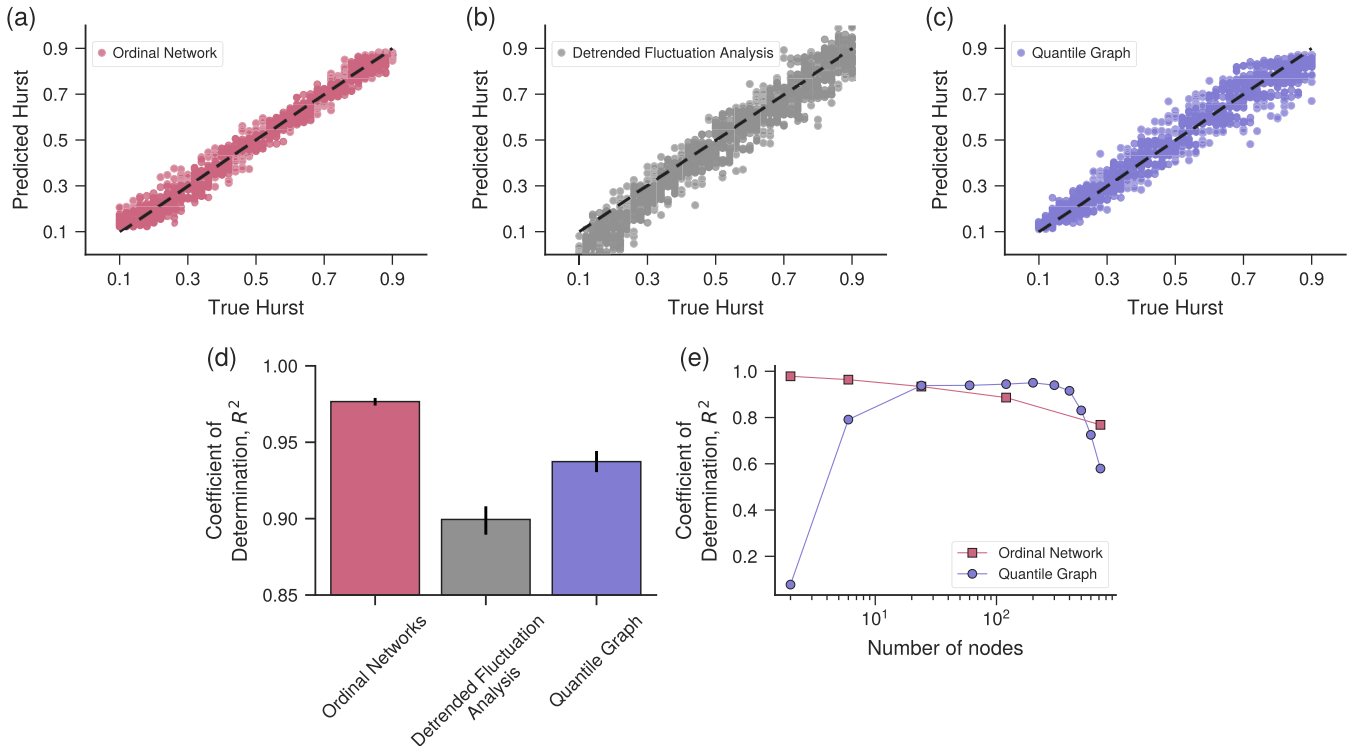 (a)
Predicted Hurst
0.9
0.7
0.5
0.3
0.1
Ordinal Network
0.1 0.3 0.5 0.7 0.9
True Hurst
(b)
Predicted Hurst
0.9
0.7
0.5
0.3
0.1
Detrended Fluctuation Analysis
0.1 0.3 0.5 0.7 0.9
True Hurst
(c)
Predicted Hurst
0.9
0.7
0.5
0.3
0.1
Quantile Graph
0.1 0.3 0.5 0.7 0.9
True Hurst
(d)
Coefficient of
Determination, R²
1.00
0.95
0.90
0.85
Ordinal Networks
Detrended Fluctuation
Analysis
Quantile Graph
(e)
Coefficient of
Determination, R²
1.0
0.8
0.6
0.4
0.2
Ordinal Network
Quantile Graph
10¹ 10²
Number of nodes